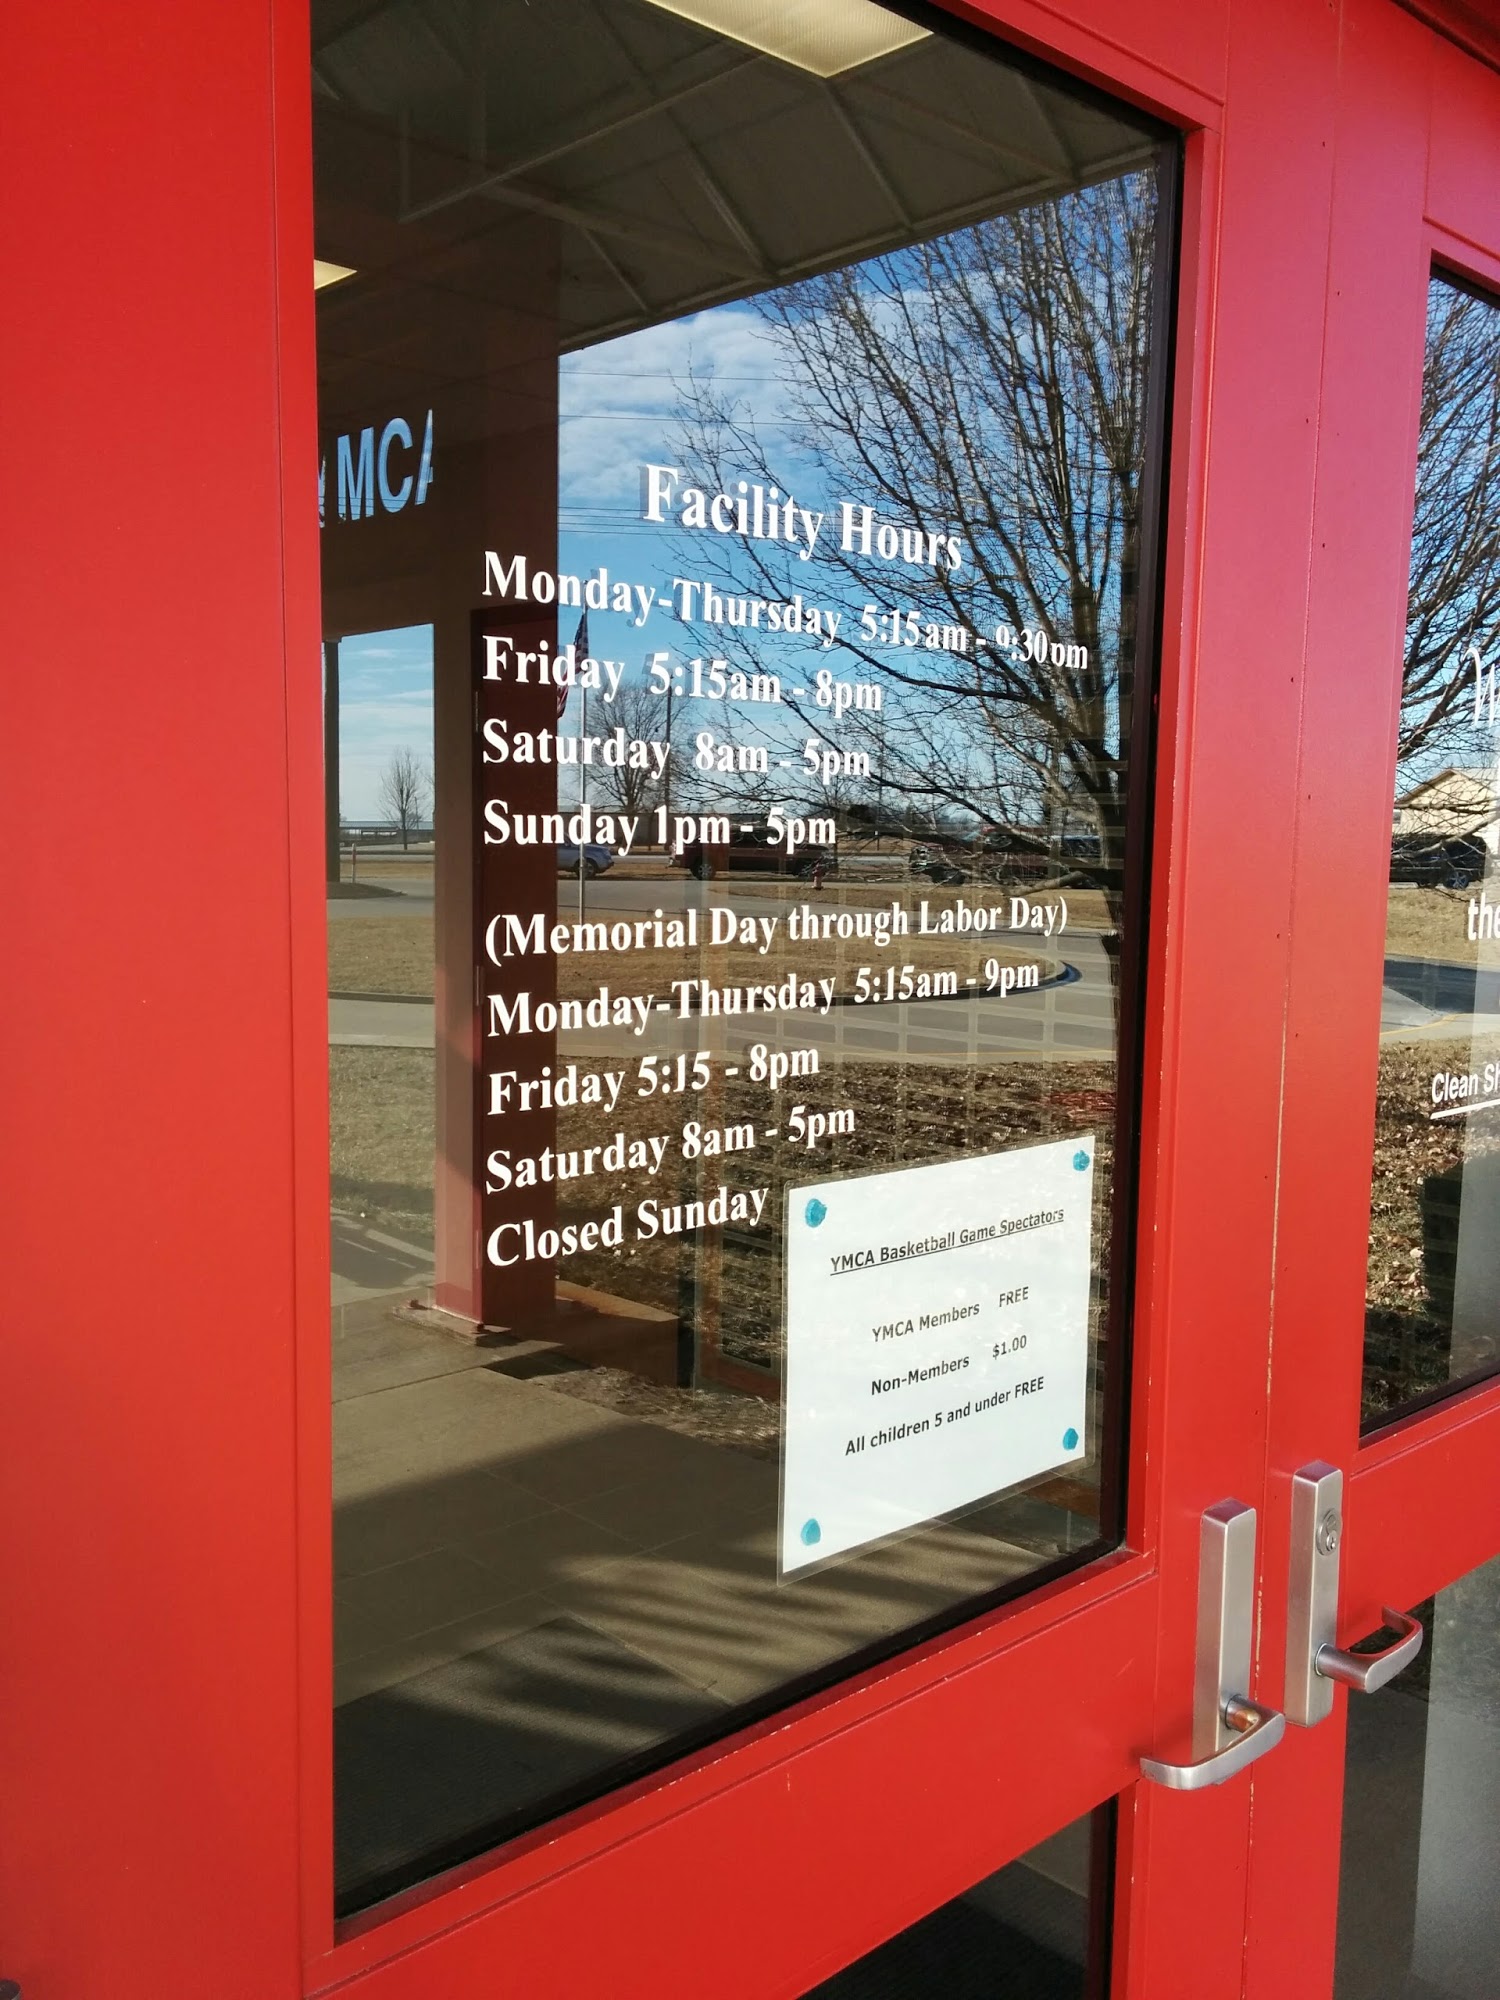 YMCA
Facility Hours
Monday-Thursday 5:15am - 9:30pm
Friday 5:15am - 8pm
Saturday 8am - 5pm
Sunday 1pm - 5pm
(Memorial Day through Labor Day)
Monday-Thursday 5:15am - 9pm
Friday 5:15 - 8pm
Saturday 8am - 5pm
Closed Sunday
YMCA Basketball Game Spectators
YMCA Members FREE
Non-Members $1.00
All children 5 and under FREE
Clean